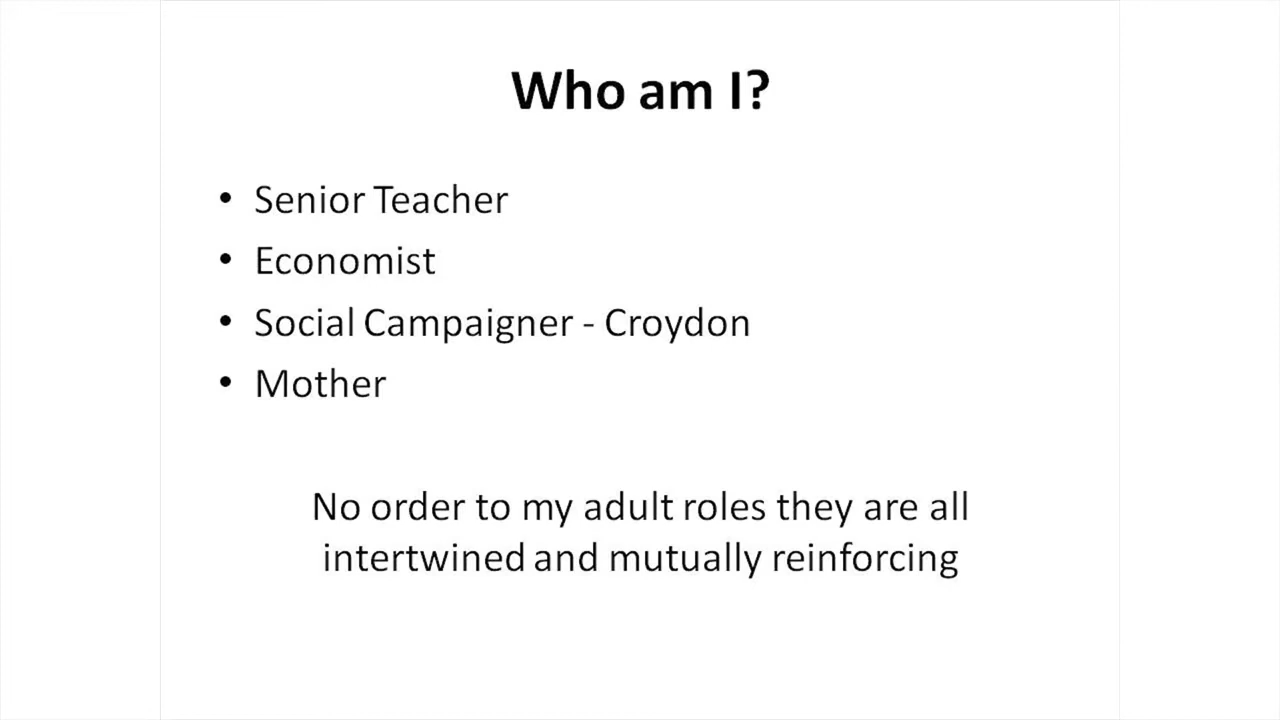 Who am I?
• Senior Teacher
• Economist
• Social Campaigner - Croydon
• Mother
No order to my adult roles they are all
intertwined and mutually reinforcing